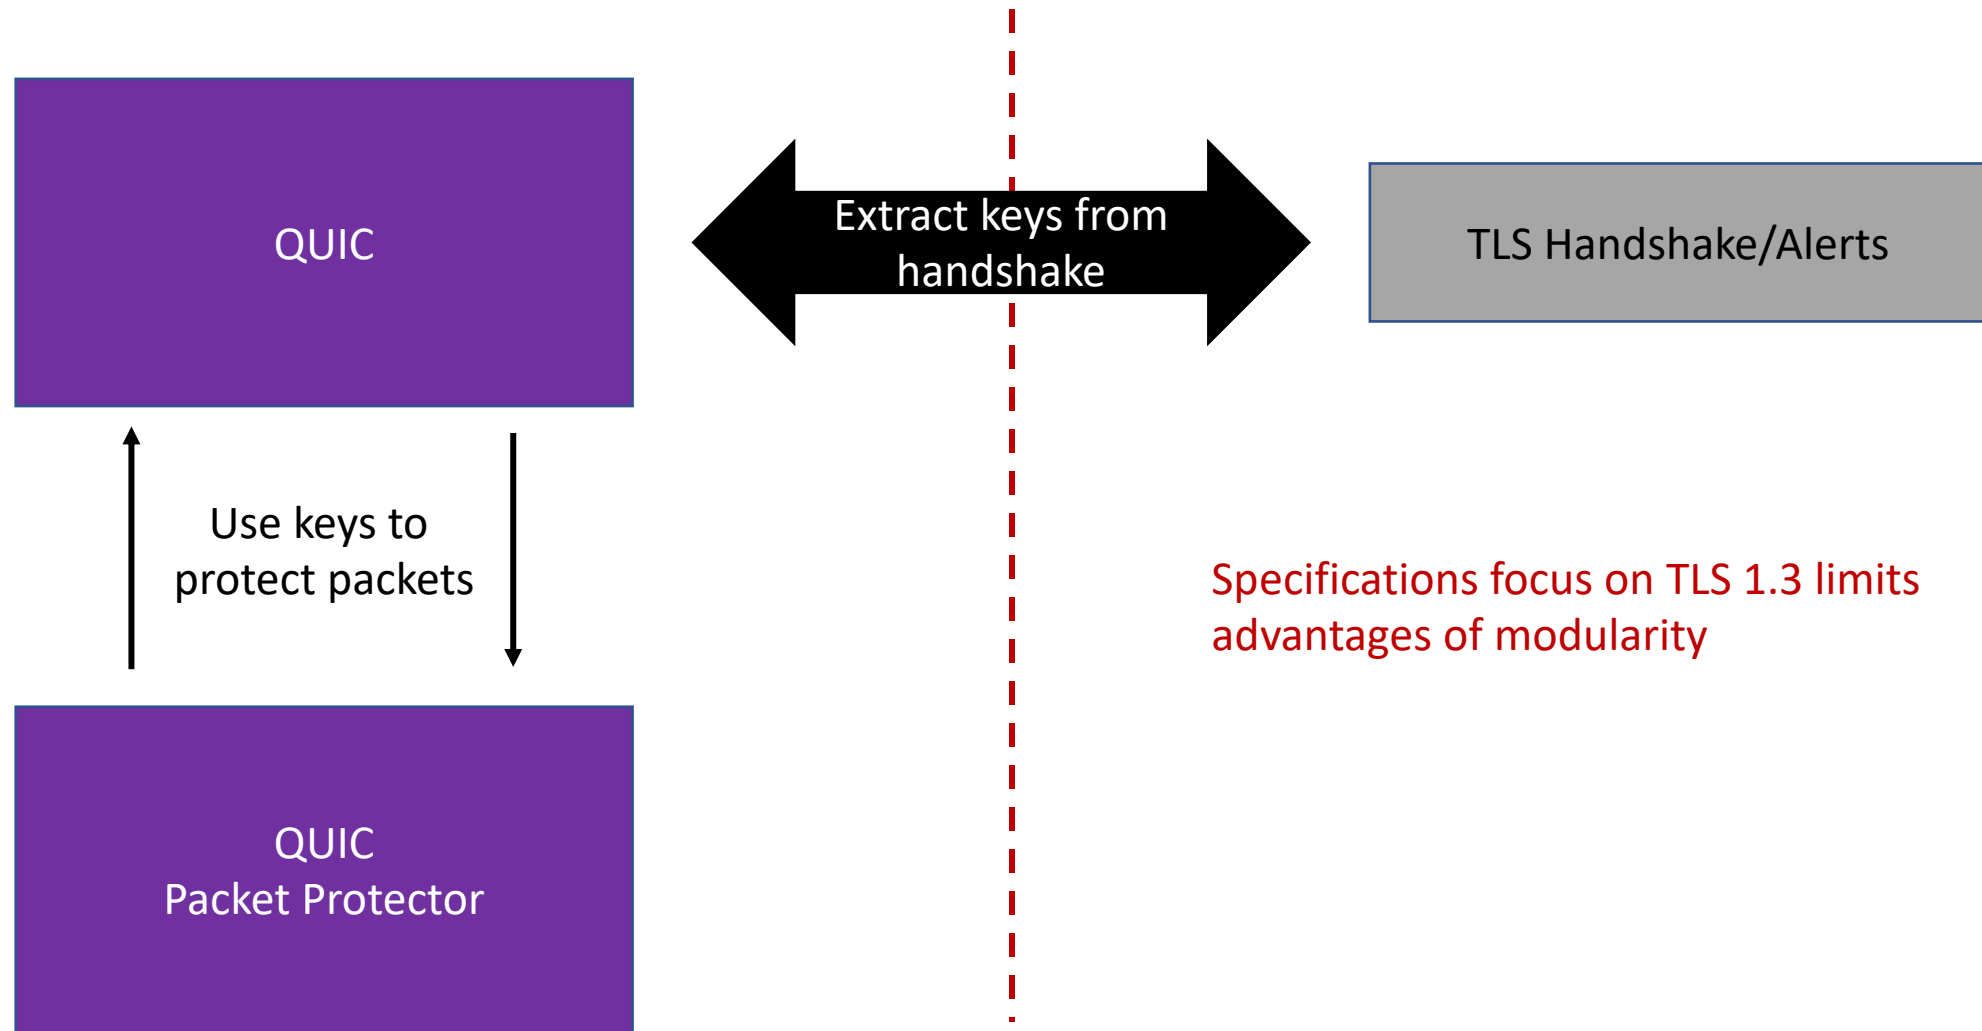 QUIC
Extract keys from
handshake
TLS Handshake/Alerts
Use keys to
protect packets
Specifications focus on TLS 1.3 limits
advantages of modularity
QUIC
Packet Protector